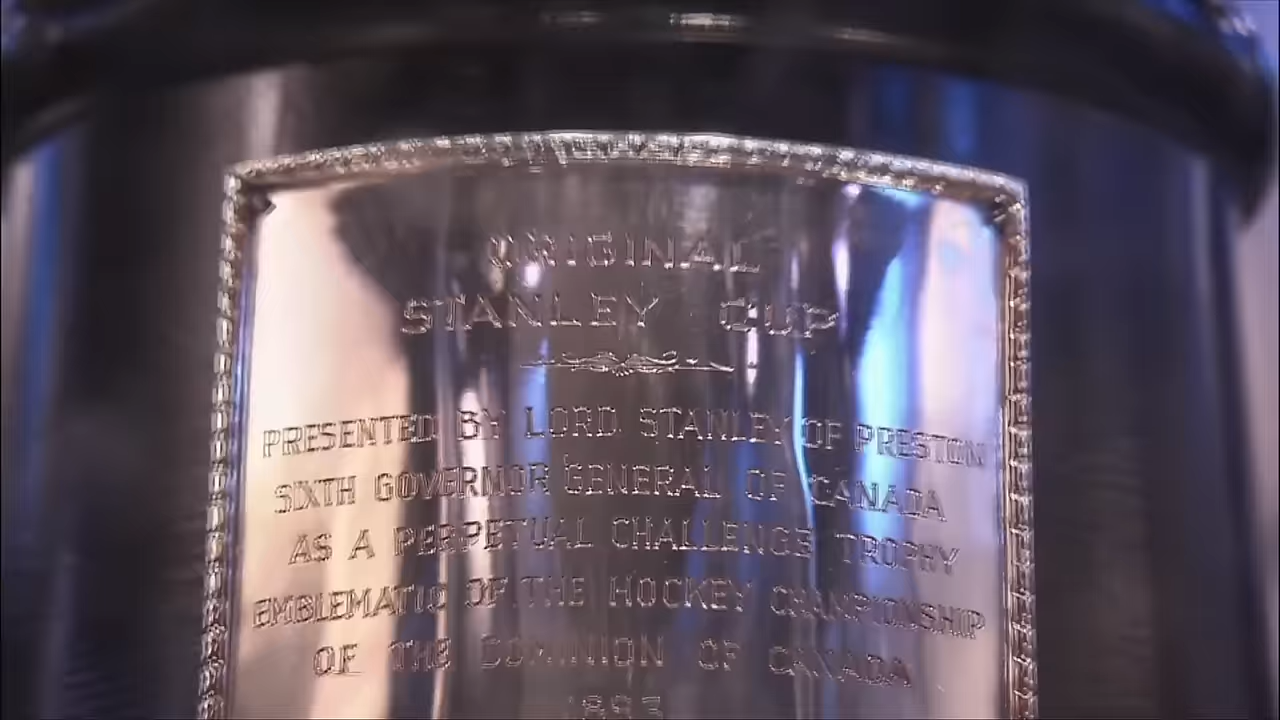 ORIGINAL
STANLEY CUP
PRESENTED BY LORD STANLEY OF PRESTON
SIXTH GOVERNOR GENERAL OF CANADA
AS A PERPETUAL CHALLENGE TROPHY
EMBLEMATIC OF THE HOCKEY CHAMPIONSHIP
OF THE DOMINION OF CANADA
1893